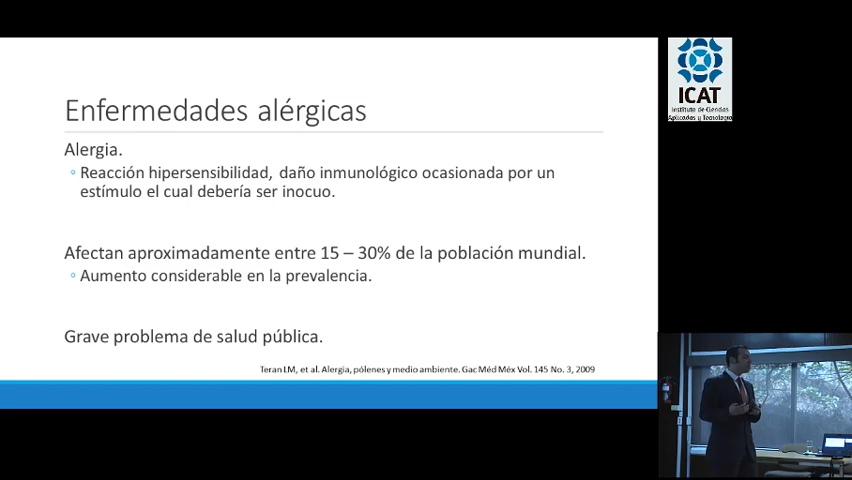 Enfermedades alérgicas
Alergia.
◦ Reacción hipersensibilidad, daño inmunológico ocasionada por un
estímulo el cual debería ser inocuo.
Afectan aproximadamente entre 15 – 30% de la población mundial.
◦ Aumento considerable en la prevalencia.
Grave problema de salud pública.
Teran LM, et al. Alergia, pólenes y medio ambiente. Gac Méd Méx Vol. 145 No. 3, 2009
ICAT
Instituto de Ciencias
Aplicadas y Tecnología